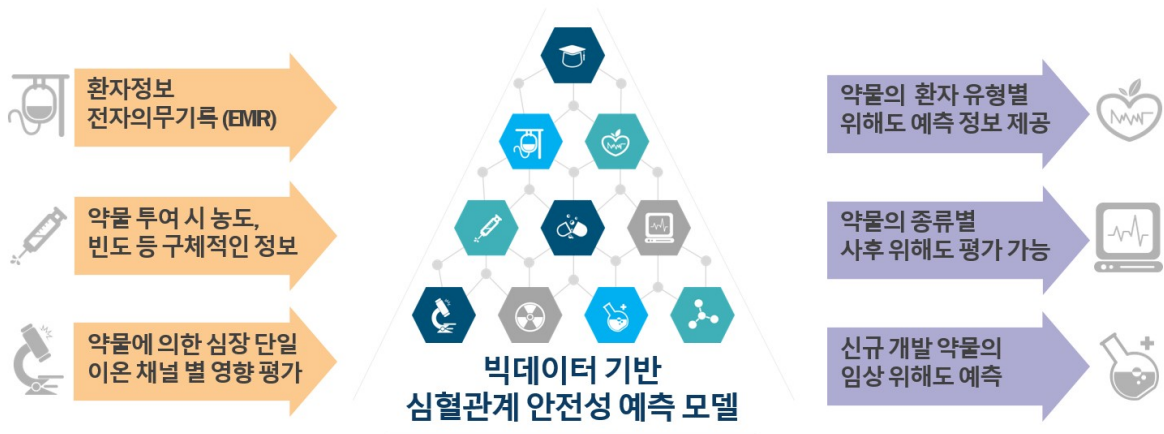 환자정보
전자의무기록 (EMR)
약물 투여 시 농도,
빈도 등 구체적인 정보
약물에 의한 심장 단일
이온 채널 별 영향 평가
빅데이터 기반
심혈관계 안전성 예측 모델
약물의 환자 유형별
위해도 예측 정보 제공
약물의 종류별
사후 위해도 평가 가능
신규 개발 약물의
임상 위해도 예측